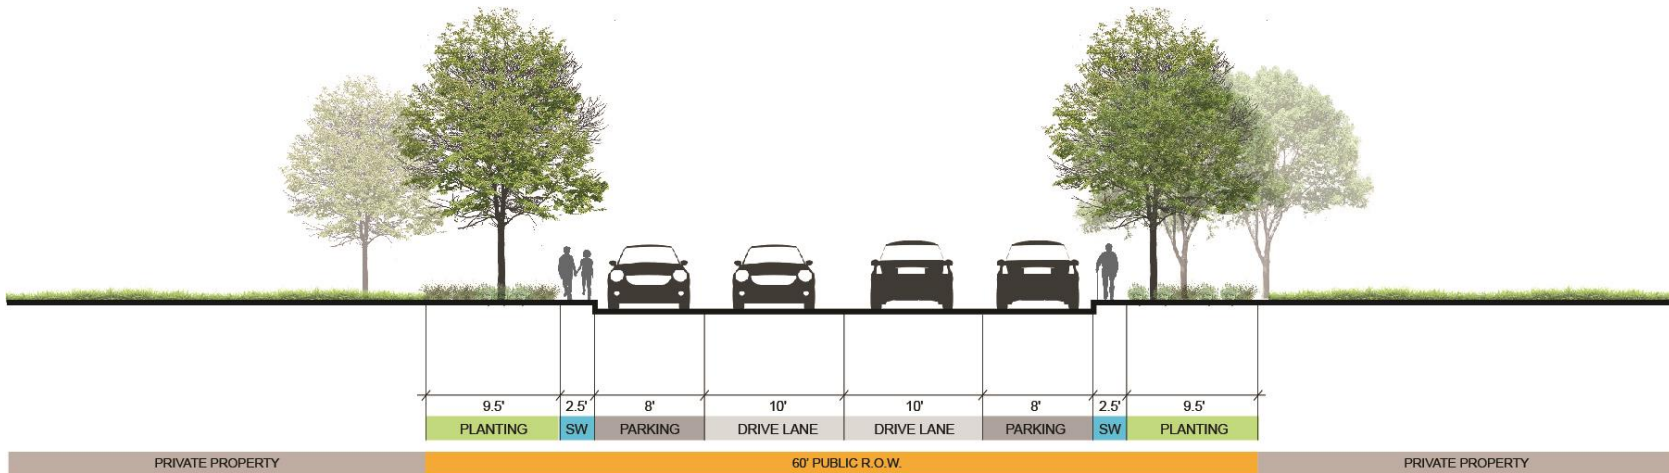 9.5' 2.5' 8' 10' 10' 8' 2.5' 9.5'
PLANTING SW PARKING DRIVE LANE DRIVE LANE PARKING SW PLANTING
PRIVATE PROPERTY 60' PUBLIC R.O.W. PRIVATE PROPERTY